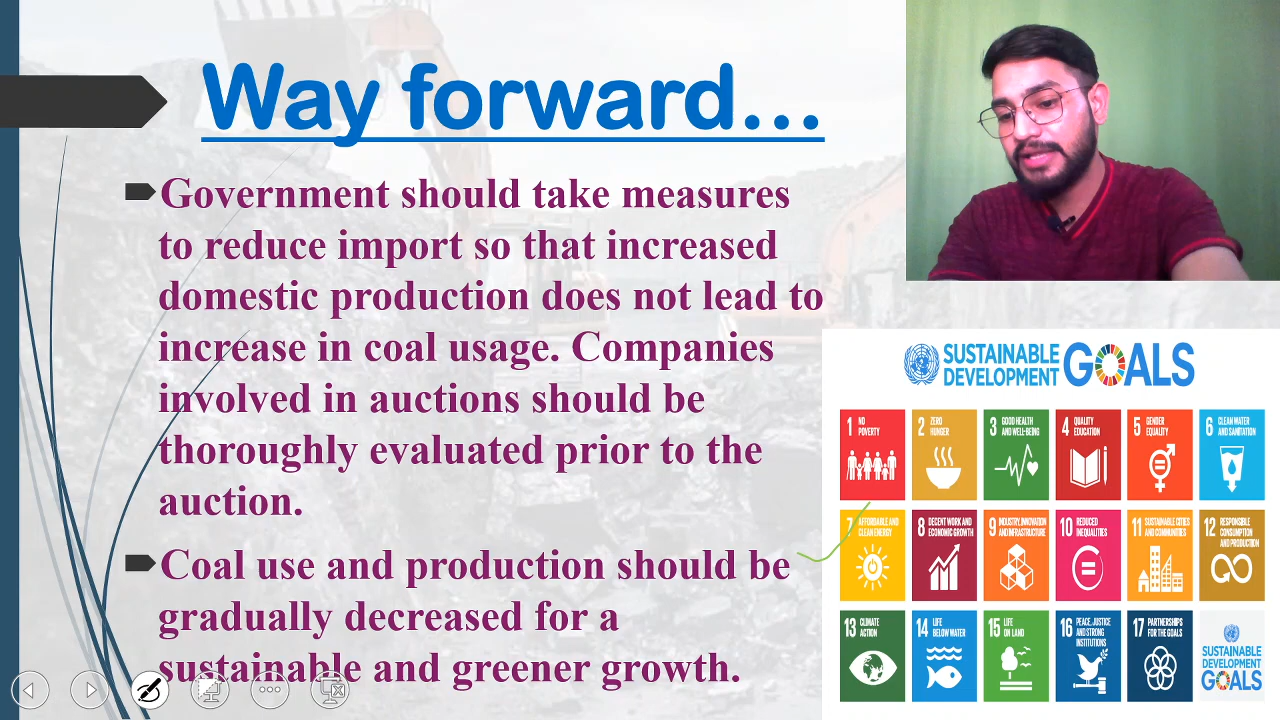 Way forward...
Government should take measures
to reduce import so that increased
domestic production does not lead to
increase in coal usage. Companies
involved in auctions should be
thoroughly evaluated prior to the
auction.
Coal use and production should be
gradually decreased for a
sustainable and greener growth.
SUSTAINABLE
DEVELOPMENT
GOALS
1 NO
POVERTY
2 ZERO
HUNGER
3 GOOD HEALTH
AND WELL-BEING
4 QUALITY
EDUCATION
5 GENDER
EQUALITY
6 CLEAN WATER
AND SANITATION
7 AFFORDABLE AND
CLEAN ENERGY
8 DECENT WORK AND
ECONOMIC GROWTH
9 INDUSTRY, INNOVATION
AND INFRASTRUCTURE
10 REDUCED
INEQUALITIES
11 SUSTAINABLE CITIES
AND COMMUNITIES
12 RESPONSIBLE
CONSUMPTION
AND PRODUCTION
13 CLIMATE
ACTION
14 LIFE
BELOW WATER
15 LIFE
ON LAND
16 PEACE, JUSTICE
AND STRONG
INSTITUTIONS
17 PARTNERSHIPS
FOR THE GOALS
SUSTAINABLE
DEVELOPMENT
GOALS